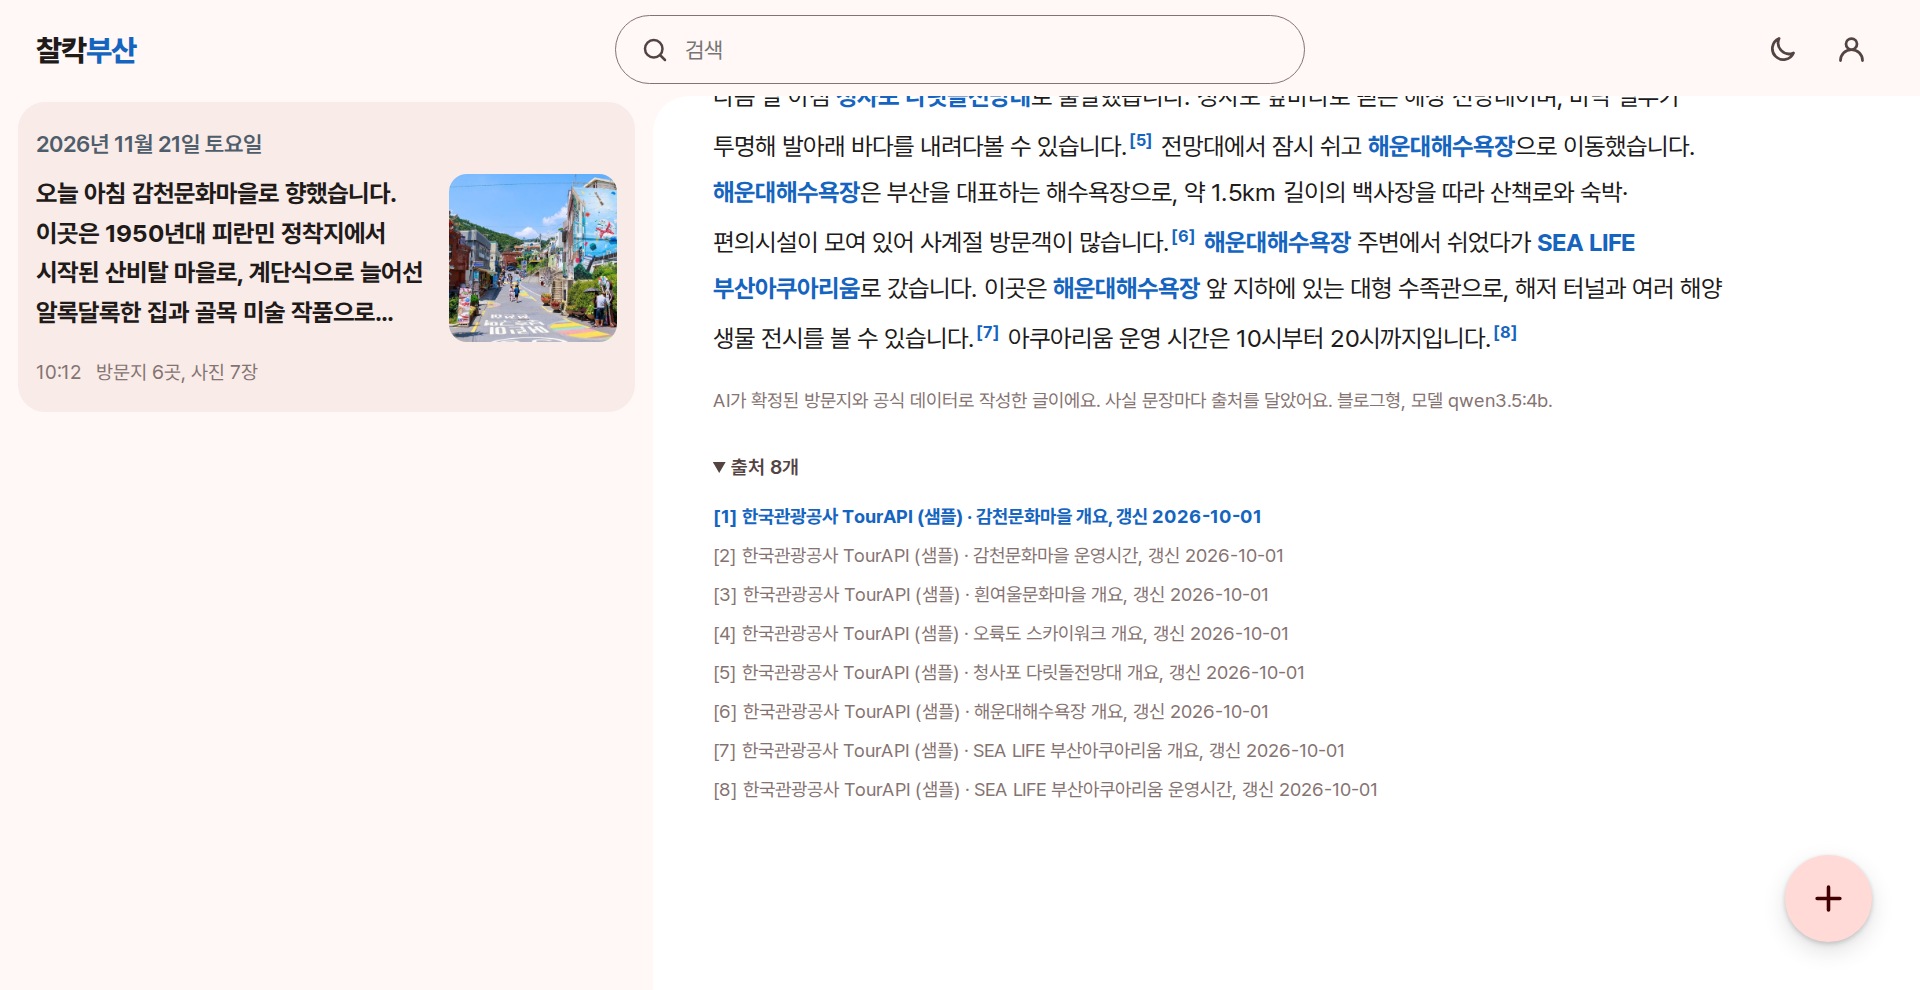 찰칵부산
검색
2026년 11월 21일 토요일
오늘 아침 감천문화마을로 향했습니다.
이곳은 1950년대 피란민 정착지에서
시작된 산비탈 마을로, 계단식으로 늘어선
알록달록한 집과 골목 미술 작품으로...
10:12 방문지 6곳, 사진 7장
투명해 발아래 바다를 내려다볼 수 있습니다.[5] 전망대에서 잠시 쉬고 해운대해수욕장으로 이동했습니다.
해운대해수욕장은 부산을 대표하는 해수욕장으로, 약 1.5km 길이의 백사장을 따라 산책로와 숙박·
편의시설이 모여 있어 사계절 방문객이 많습니다.[6] 해운대해수욕장 주변에서 쉬었다가 SEA LIFE
부산아쿠아리움로 갔습니다. 이곳은 해운대해수욕장 앞 지하에 있는 대형 수족관으로, 해저 터널과 여러 해양
생물 전시를 볼 수 있습니다.[7] 아쿠아리움 운영 시간은 10시부터 20시까지입니다.[8]
AI가 확정된 방문지와 공식 데이터로 작성한 글이에요. 사실 문장마다 출처를 달았어요. 블로그형, 모델 qwen3.5:4b.
▼ 출처 8개
[1] 한국관광공사 TourAPI (샘플) · 감천문화마을 개요, 갱신 2026-10-01
[2] 한국관광공사 TourAPI (샘플) · 감천문화마을 운영시간, 갱신 2026-10-01
[3] 한국관광공사 TourAPI (샘플) · 흰여울문화마을 개요, 갱신 2026-10-01
[4] 한국관광공사 TourAPI (샘플) · 오륙도 스카이워크 개요, 갱신 2026-10-01
[5] 한국관광공사 TourAPI (샘플) · 청사포 다릿돌전망대 개요, 갱신 2026-10-01
[6] 한국관광공사 TourAPI (샘플) · 해운대해수욕장 개요, 갱신 2026-10-01
[7] 한국관광공사 TourAPI (샘플) · SEA LIFE 부산아쿠아리움 개요, 갱신 2026-10-01
[8] 한국관광공사 TourAPI (샘플) · SEA LIFE 부산아쿠아리움 운영시간, 갱신 2026-10-01